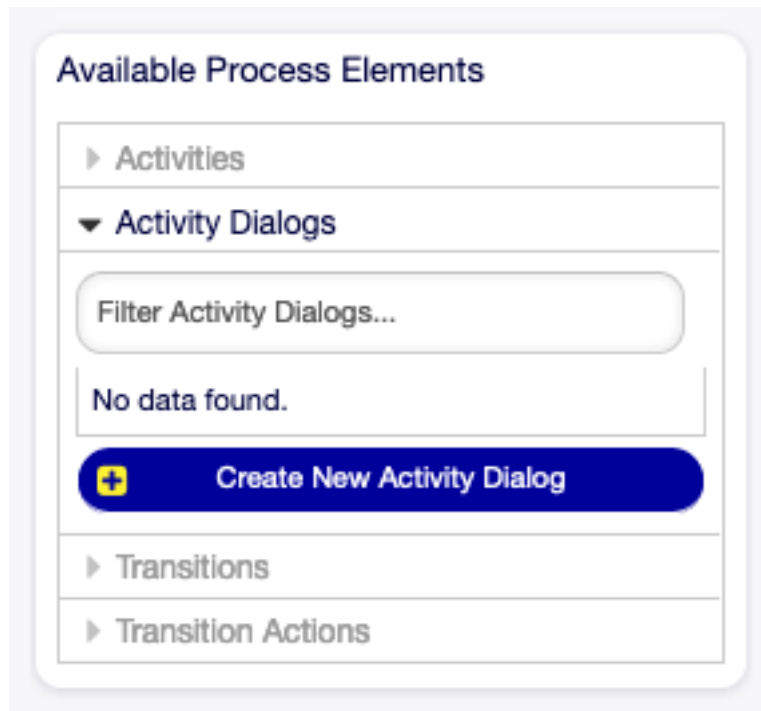 Available Process Elements
Activities
Activity Dialogs
Filter Activity Dialogs...
No data found.
Create New Activity Dialog
Transitions
Transition Actions